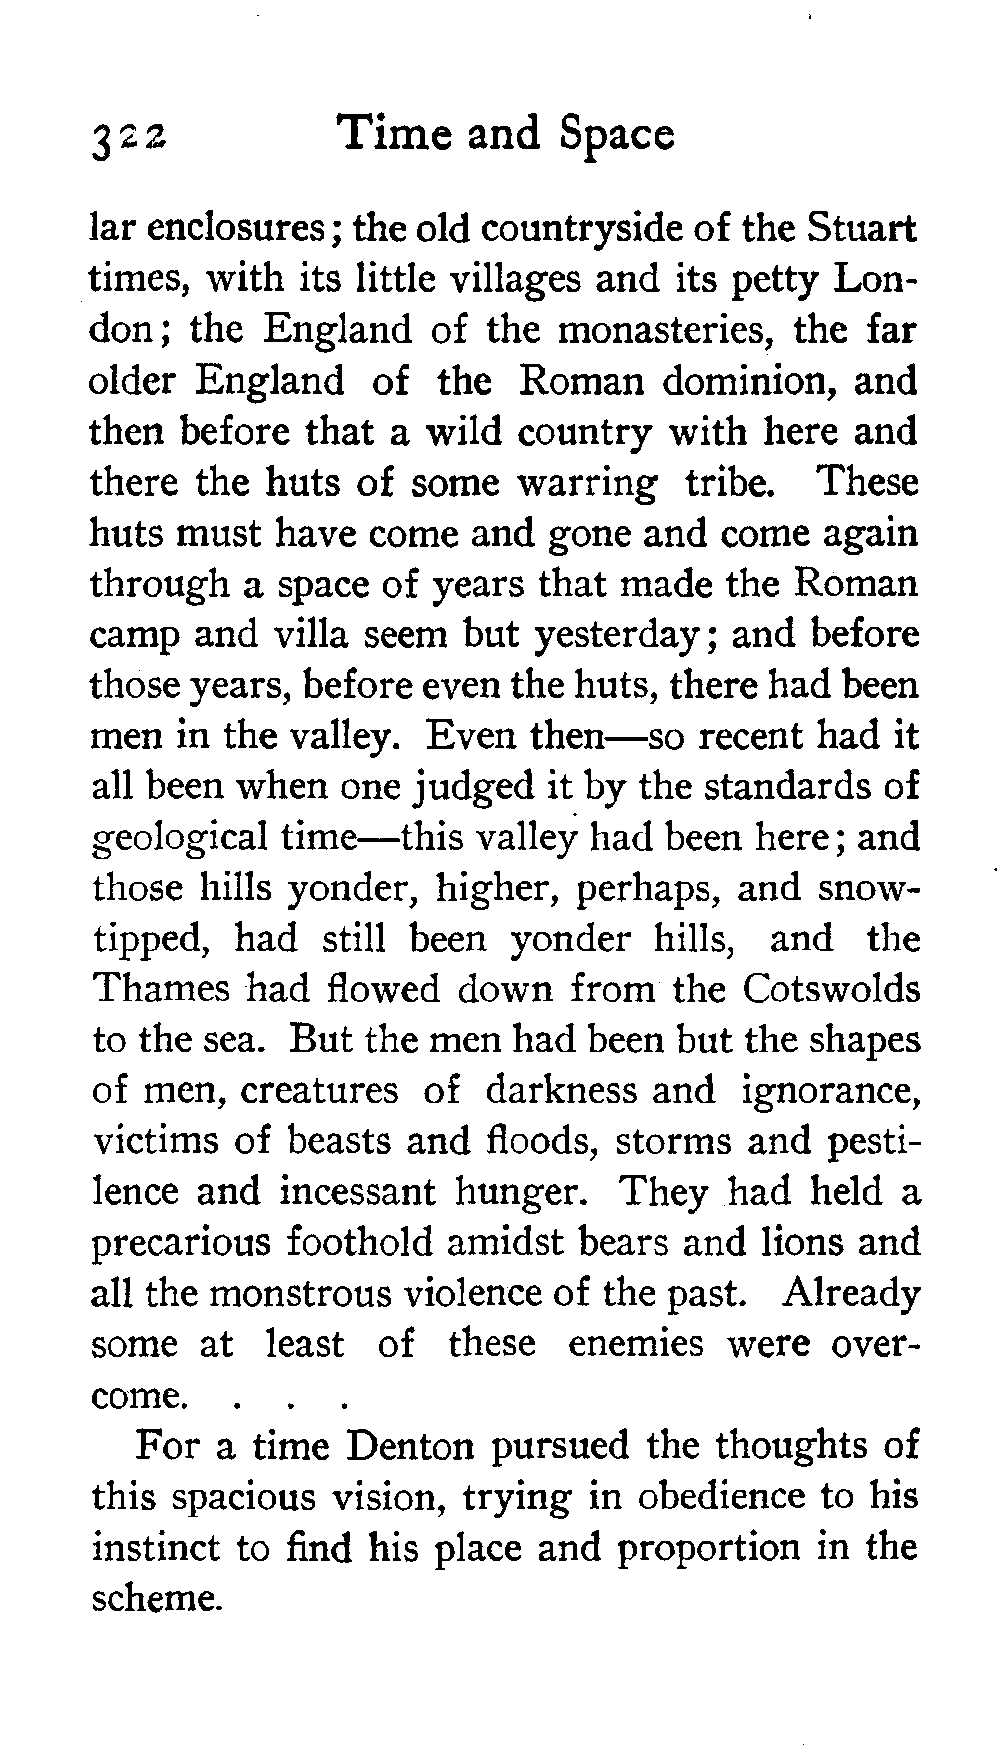 322 Time and Space
lar enclosures; the old countryside of the Stuart
times, with its little villages and its petty Lon-
don; the England of the monasteries, the far
older England of the Roman dominion, and
then before that a wild country with here and
there the huts of some warring tribe. These
huts must have come and gone and come again
through a space of years that made the Roman
camp and villa seem but yesterday; and before
those years, before even the huts, there had been
men in the valley. Even then—so recent had it
all been when one judged it by the standards of
geological time—this valley had been here; and
those hills yonder, higher, perhaps, and snow-
tipped, had still been yonder hills, and the
Thames had flowed down from the Cotswolds
to the sea. But the men had been but the shapes
of men, creatures of darkness and ignorance,
victims of beasts and floods, storms and pesti-
lence and incessant hunger. They had held a
precarious foothold amidst bears and lions and
all the monstrous violence of the past. Already
some at least of these enemies were over-
come. . . .
For a time Denton pursued the thoughts of
this spacious vision, trying in obedience to his
instinct to find his place and proportion in the
scheme.